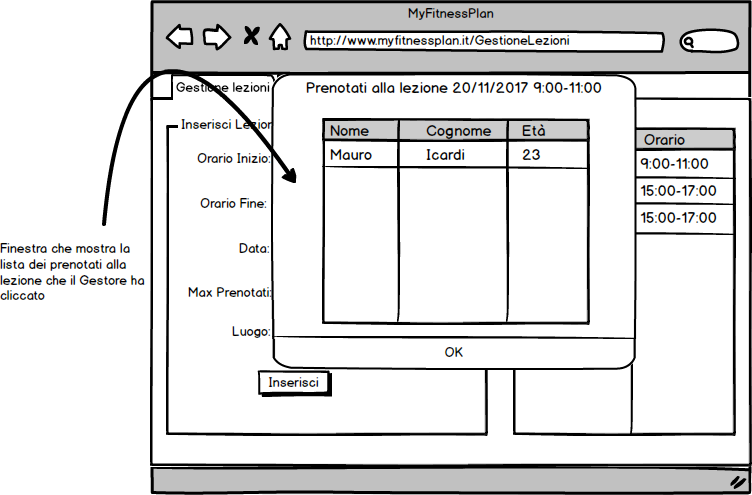 MyFitnessPlan
http://www.myfitnessplan.it/GestioneLezioni
Gestione lezioni
Prenotati alla lezione 20/11/2017 9:00-11:00
Nome Cognome Età
Mauro Icardi 23
OK
Inserisci
Orario Inizio:
Orario Fine:
Data:
Max Prenotati:
Luogo:
Inserisci
Orario
9:00-11:00
15:00-17:00
15:00-17:00
Finestra che mostra la
lista dei prenotati alla
lezione che il Gestore ha
cliccato